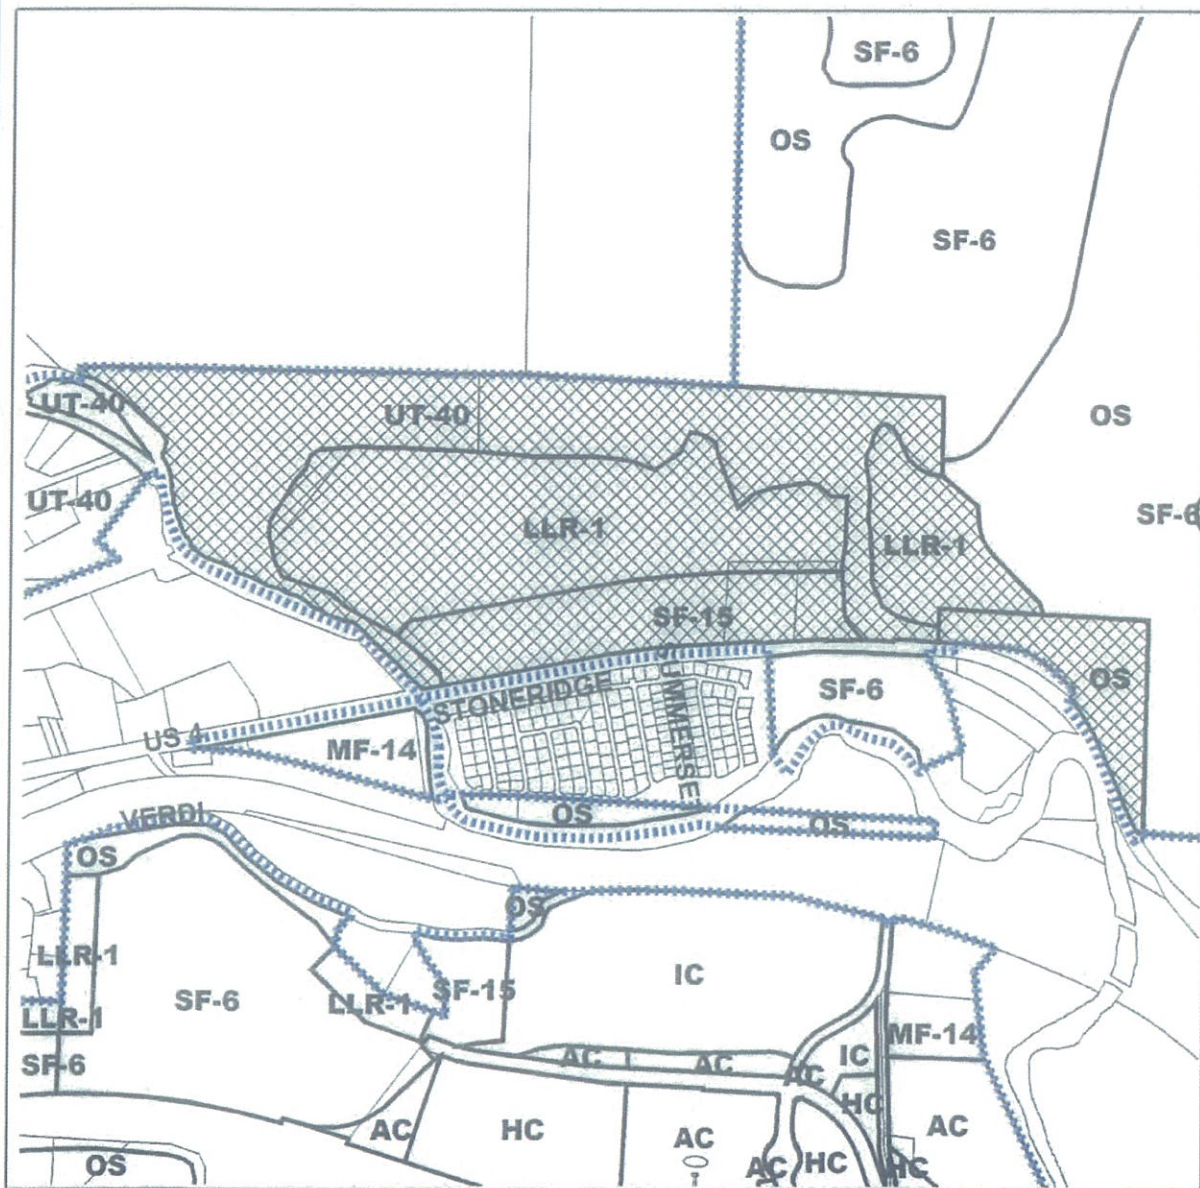 SF-6
OS
SF-6
UT-40
UT-40
OS
UT-40
SF-6
LLR-1
LLR-1
SF-15
OS
SF-6
STONERIDGE
US 4
MF-14
OS
VERDI
OS
OS
OS
LLR-1
IC
SF-15
SF-6
LLR-1
LLR-1
MF-14
SF-6
AC
AC
IC
AC
HC
AC
HC
AC
AC
OS
AC
HC
HC